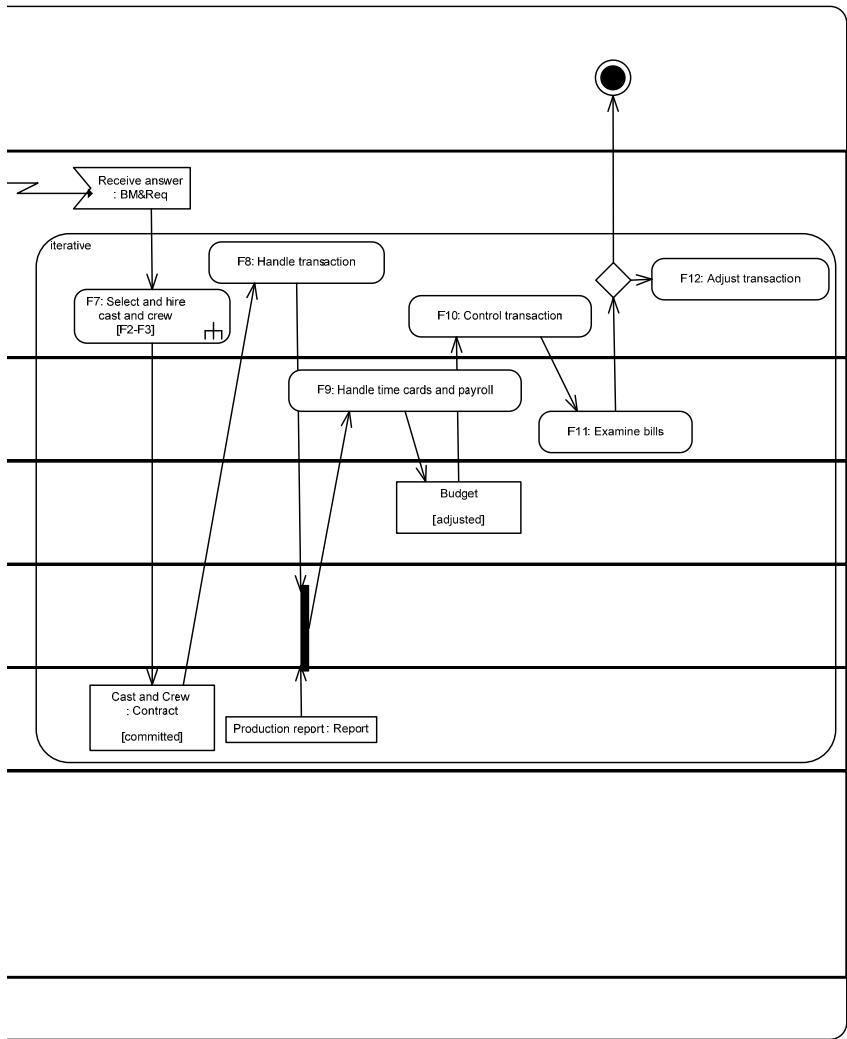 Receive answer
: BM&Req
iterative
F8: Handle transaction
F12: Adjust transaction
F7: Select and hire
cast and crew
[F2-F3]
F10: Control transaction
F9: Handle time cards and payroll
F11: Examine bills
Budget
[adjusted]
Cast and Crew
: Contract
[committed]
Production report : Report